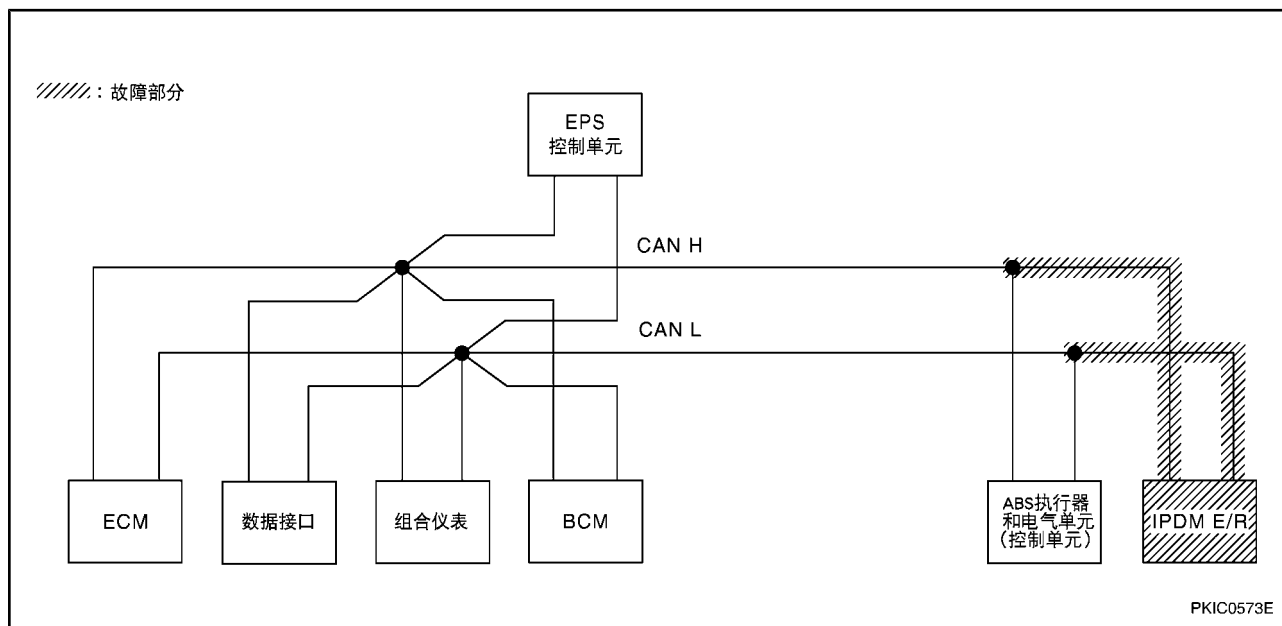 : 故障部分
EPS
控制单元
CAN H
CAN L
ECM
数据接口
组合仪表
BCM
ABS执行器
和电气单元
(控制单元)
IPDM E/R
PKIC0573E